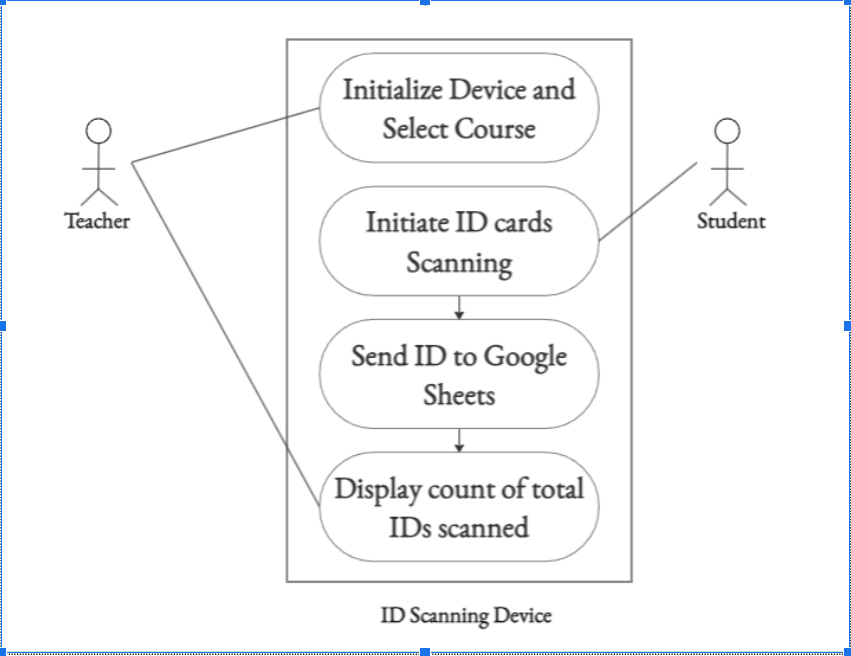 Initialize Device and
Select Course
Teacher
Student
Initiate ID cards
Scanning
Send ID to Google
Sheets
Display count of total
IDs scanned
ID Scanning Device